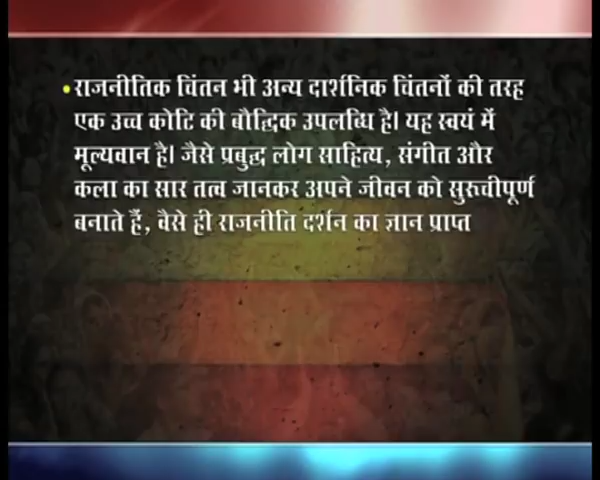 •राजनीतिक चिंतन भी अन्य दार्शनिक चिंतनों की तरह
एक उच्च कोटि की बौद्धिक उपलब्धि है। यह स्वयं में
मूल्यवान है। जैसे प्रबुद्ध लोग साहित्य, संगीत और
कला का सार तत्व जानकर अपने जीवन को सुरूचीपूर्ण
बनाते हैं, वैसे ही राजनीति दर्शन का ज्ञान प्राप्त